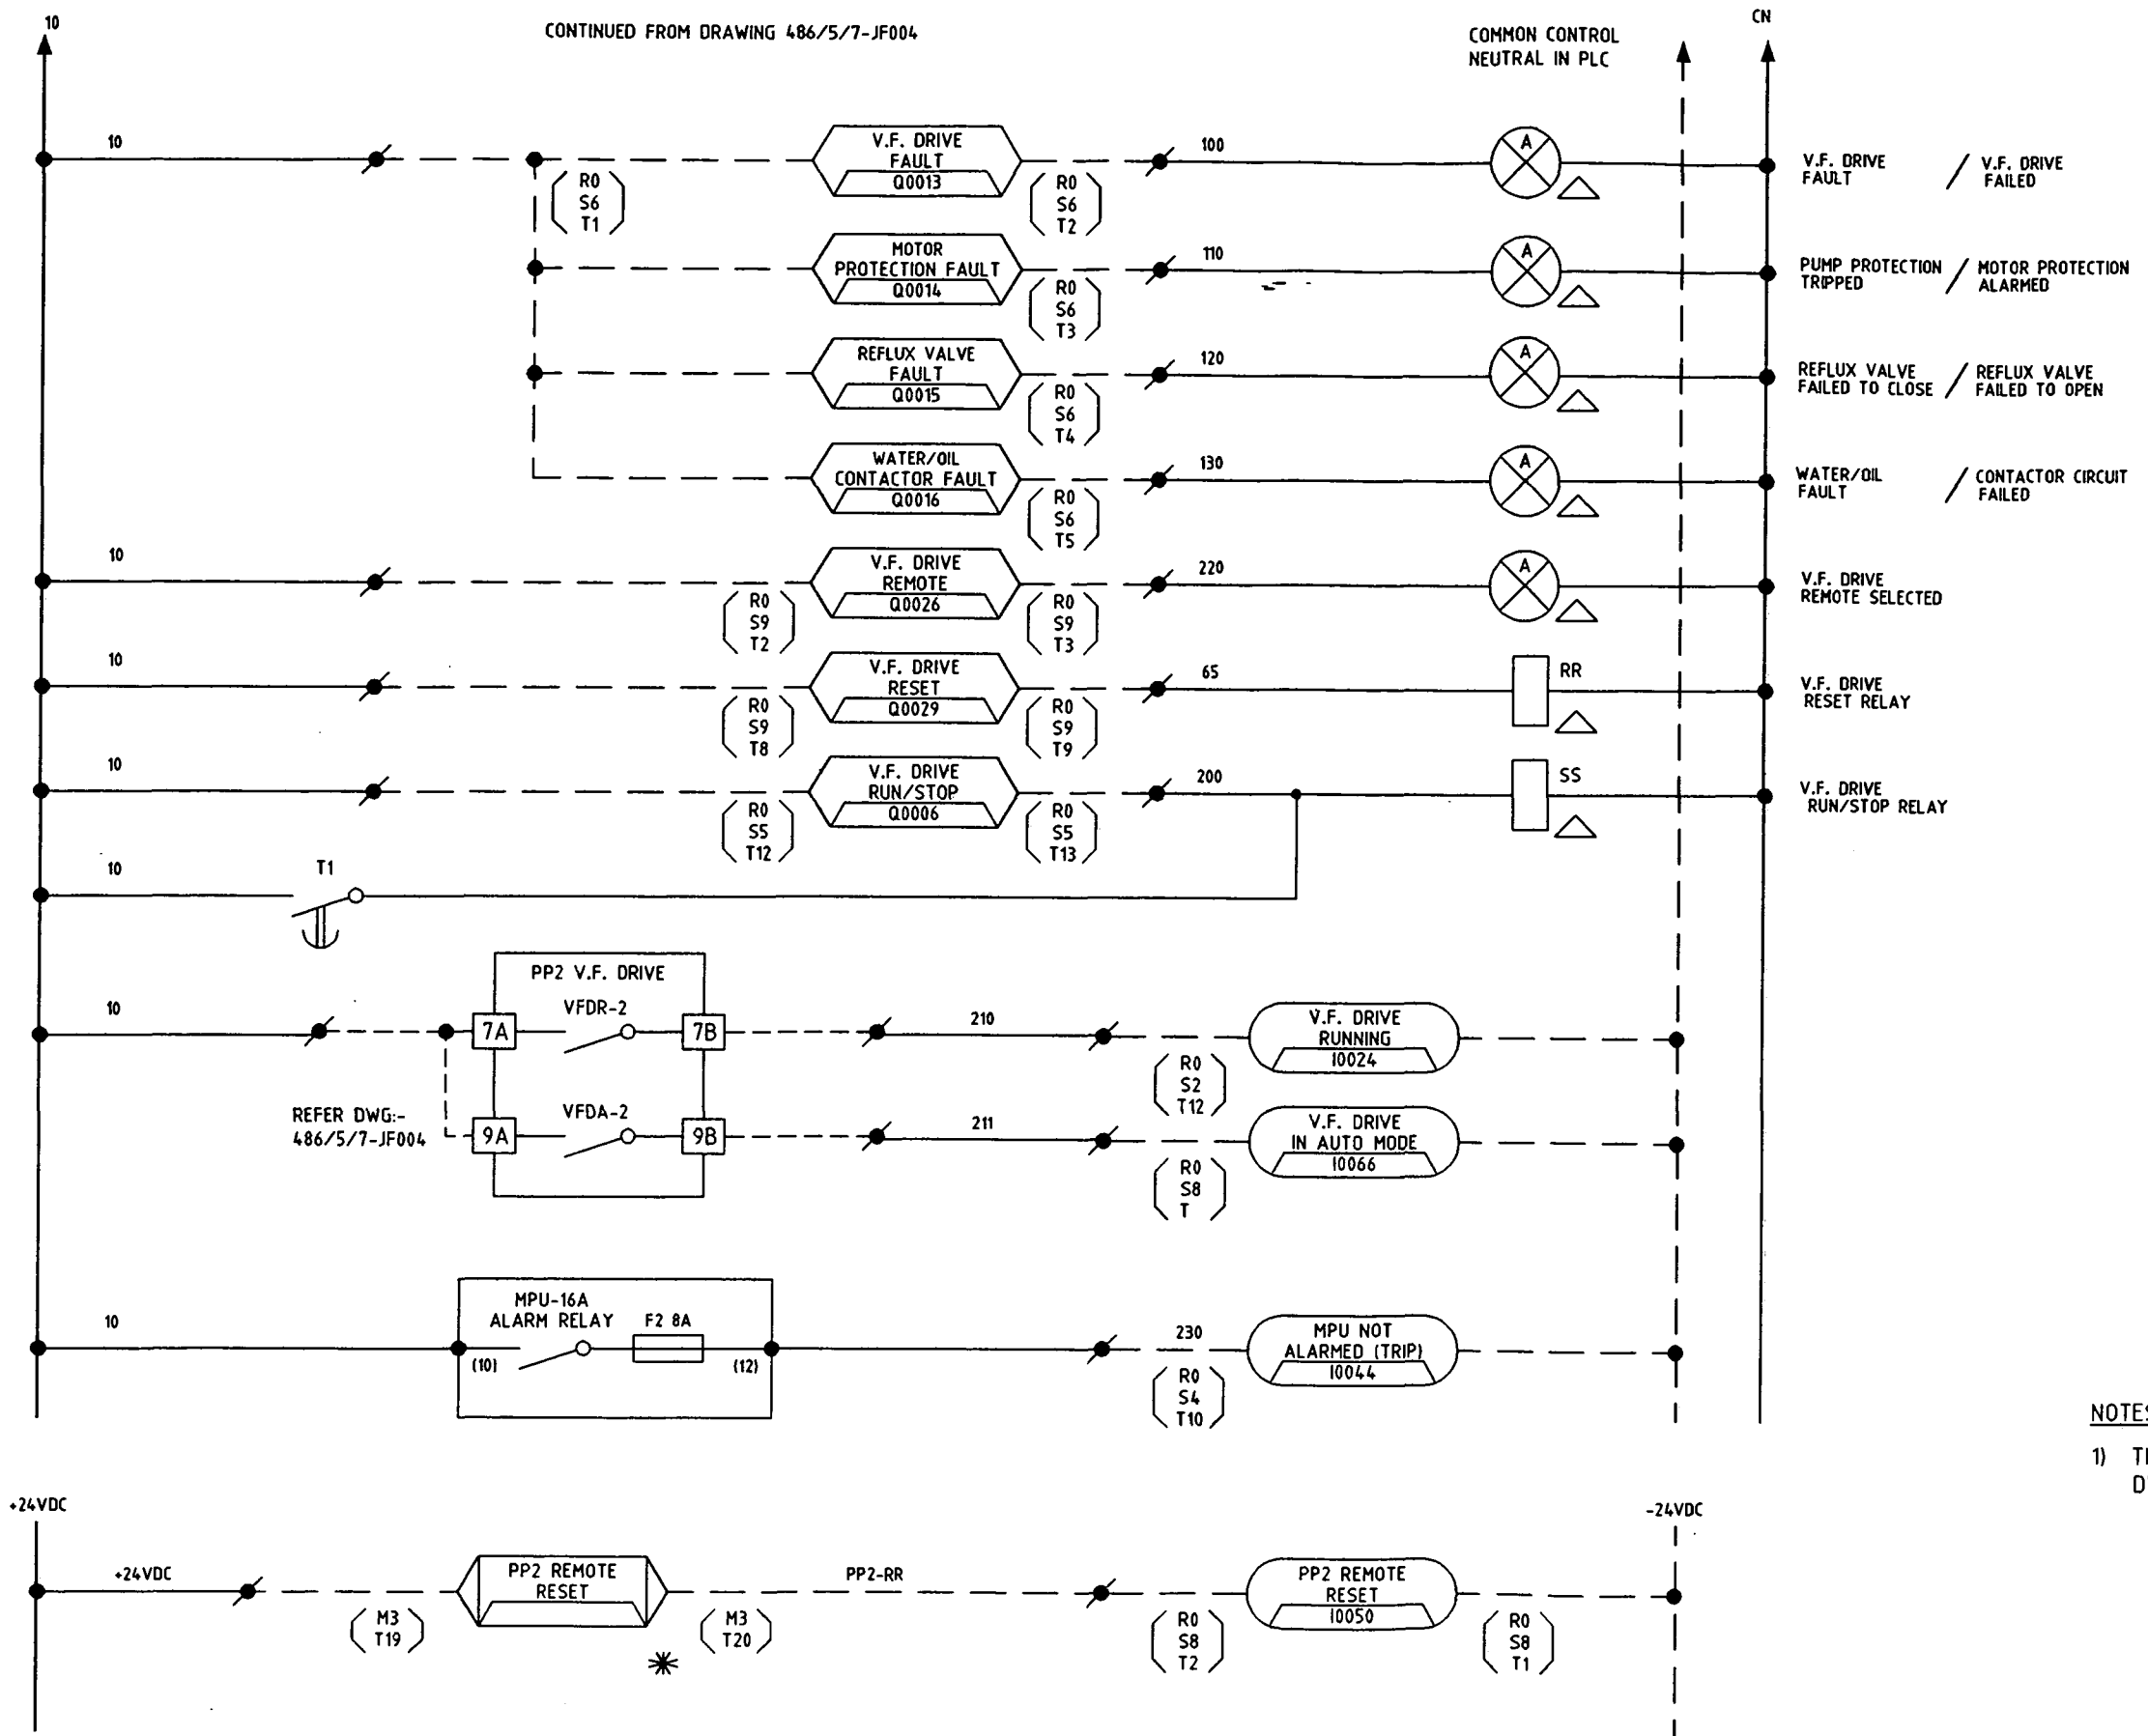 10
CONTINUED FROM DRAWING 486/5/7-JF004
COMMON CONTROL
NEUTRAL IN PLC
CN
10
V.F. DRIVE
FAULT
Q0013
R0
S6
T1
R0
S6
T2
100
A
V.F. DRIVE
FAULT
/ V.F. DRIVE
FAILED
MOTOR
PROTECTION FAULT
Q0014
R0
S6
T3
110
A
PUMP PROTECTION
TRIPPED
/ MOTOR PROTECTION
ALARMED
REFLUX VALVE
FAULT
Q0015
R0
S6
T4
120
A
REFLUX VALVE
FAILED TO CLOSE
/ REFLUX VALVE
FAILED TO OPEN
WATER/OIL
CONTACTOR FAULT
Q0016
R0
S6
T5
130
A
WATER/OIL
FAULT
/ CONTACTOR CIRCUIT
FAILED
10
V.F. DRIVE
REMOTE
Q0026
R0
S9
T2
R0
S9
T3
220
A
V.F. DRIVE
REMOTE SELECTED
10
V.F. DRIVE
RESET
Q0029
R0
S9
T8
R0
S9
T9
65
RR
V.F. DRIVE
RESET RELAY
10
V.F. DRIVE
RUN/STOP
Q0006
R0
S5
T12
R0
S5
T13
200
SS
V.F. DRIVE
RUN/STOP RELAY
10
T1
PP2 V.F. DRIVE
10
7A
VFDR-2
7B
210
R0
S2
T12
V.F. DRIVE
RUNNING
I0024
REFER DWG:-
486/5/7-JF004
9A
VFDA-2
9B
211
R0
S8
T
V.F. DRIVE
IN AUTO MODE
I0066
10
MPU-16A
ALARM RELAY
F2 8A
(10)
(12)
230
R0
S4
T10
MPU NOT
ALARMED (TRIP)
I0044
NOTES
1)
+24VDC
-24VDC
+24VDC
M3
T19
PP2 REMOTE
RESET
M3
T20
PP2-RR
R0
S8
T2
PP2 REMOTE
RESET
I0050
R0
S8
T1